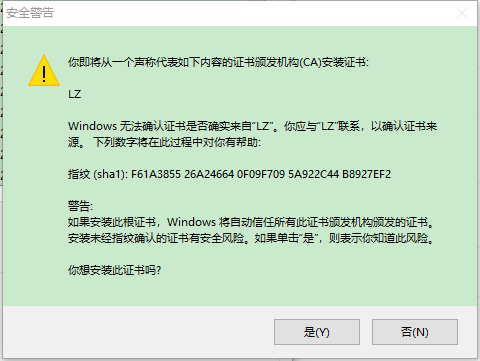 安全警告
你即将从一个声称代表如下内容的证书颁发机构(CA)安装证书:
LZ
Windows 无法确认证书是否确实来自“LZ”。你应与“LZ”联系，以确认证书来
源。 下列数字将在此过程中对你有帮助:
指纹 (sha1): F61A3855 26A24664 0F09F709 5A922C44 B8927EF2
警告:
如果安装此根证书，Windows 将自动信任所有此证书颁发机构颁发的证书。
安装未经指纹确认的证书有安全风险。如果单击“是”，则表示你知道此风险。
你想安装此证书吗?
是(Y)
否(N)